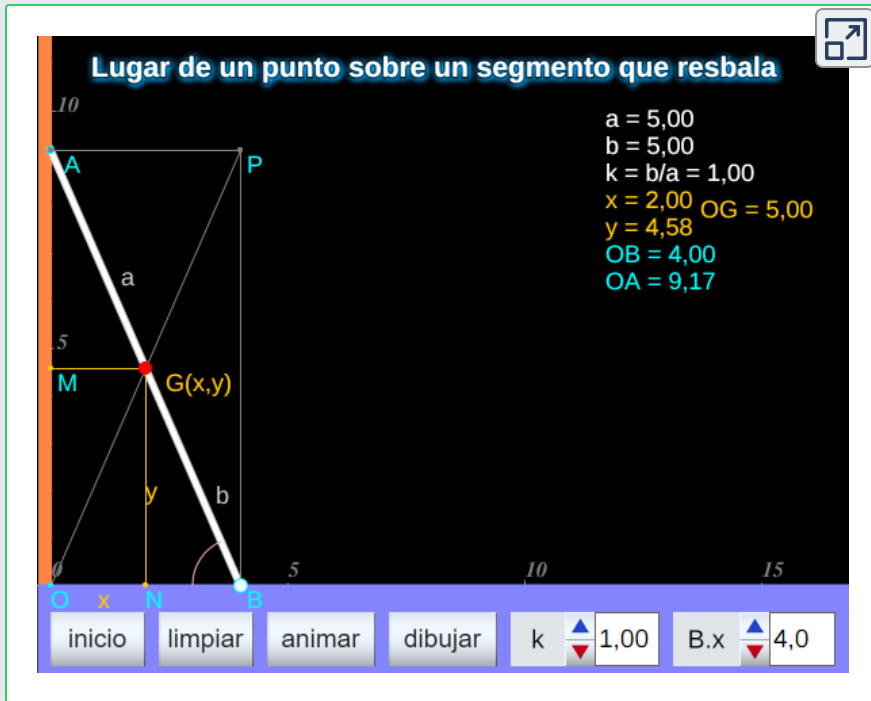 Lugar de un punto sobre un segmento que resbala
10
a = 5,00
b = 5,00
k = b/a = 1,00
x = 2,00 OG = 5,00
y = 4,58
OB = 4,00
OA = 9,17
A
P
a
5
M
G(x,y)
y
b
0
5
10
15
O
x
N
B
inicio
limpiar
animar
dibujar
k
1,00
B.x
4,0